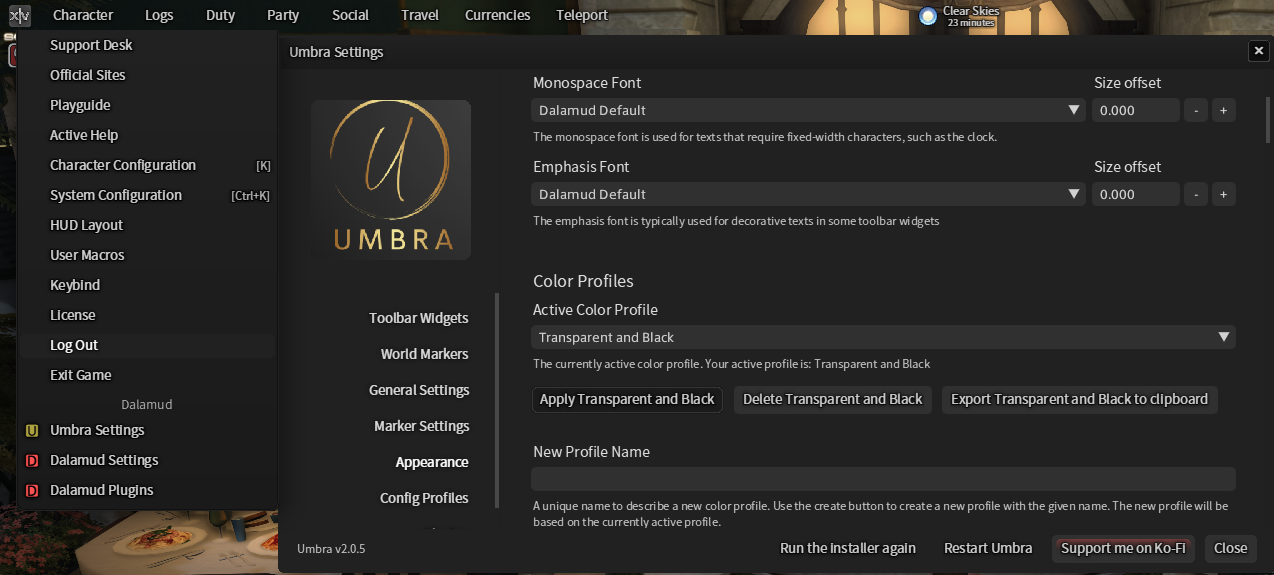 XIV Character Logs Duty Party Social Travel Currencies Teleport Clear Skies
23 minutes
Support Desk
Official Sites
Playguide
Active Help
Character Configuration [K]
System Configuration [Ctrl+K]
HUD Layout
User Macros
Keybind
License
Log Out
Exit Game
Dalamud
U Umbra Settings
D Dalamud Settings
D Dalamud Plugins
Umbra Settings
U
UMBRA
Toolbar Widgets
World Markers
General Settings
Marker Settings
Appearance
Config Profiles
Umbra v2.0.5
Monospace Font Size offset
Dalamud Default 0.000 - +
The monospace font is used for texts that require fixed-width characters, such as the clock.
Emphasis Font Size offset
Dalamud Default 0.000 - +
The emphasis font is typically used for decorative texts in some toolbar widgets
Color Profiles
Active Color Profile
Transparent and Black
The currently active color profile. Your active profile is: Transparent and Black
Apply Transparent and Black Delete Transparent and Black Export Transparent and Black to clipboard
New Profile Name
A unique name to describe a new color profile. Use the create button to create a new profile with the given name. The new profile will
be based on the currently active profile.
Run the installer again Restart Umbra Support me on Ko-Fi Close